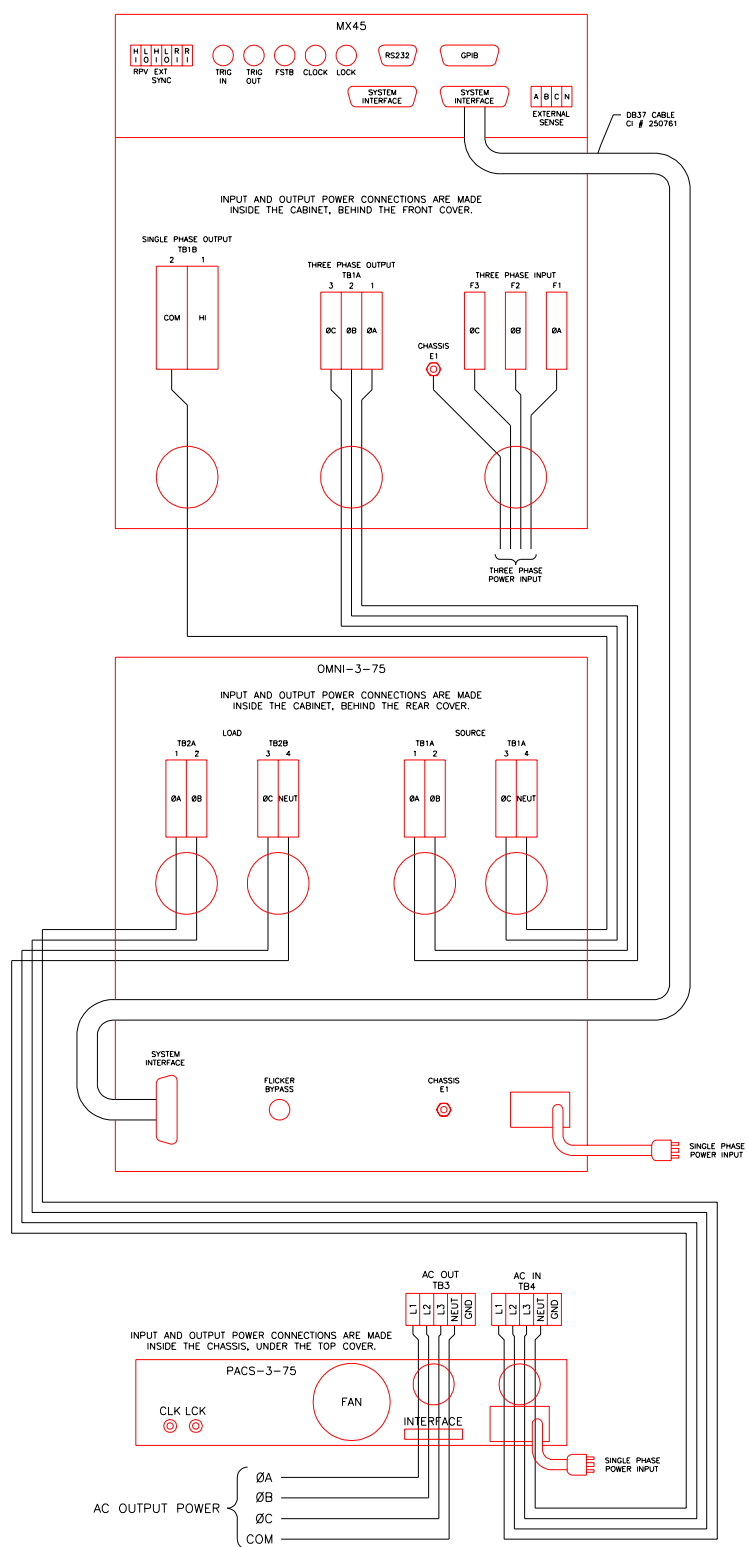 MX45
HI LO HI LO RI RI
RPV EXT SYNC
TRIG IN
TRIG OUT
FSTB
CLOCK
LOCK
RS232
GPIB
SYSTEM INTERFACE
SYSTEM INTERFACE
A B C N
EXTERNAL SENSE
DB37 CABLE
CI # 250761
INPUT AND OUTPUT POWER CONNECTIONS ARE MADE
INSIDE THE CABINET, BEHIND THE FRONT COVER.
SINGLE PHASE OUTPUT
TB1B
2 1
COM HI
THREE PHASE OUTPUT
TB1A
3 2 1
ØC ØB ØA
CHASSIS
E1
THREE PHASE INPUT
F3 F2 F1
ØC ØB ØA
THREE PHASE
POWER INPUT
OMNI-3-75
INPUT AND OUTPUT POWER CONNECTIONS ARE MADE
INSIDE THE CABINET, BEHIND THE REAR COVER.
LOAD
SOURCE
TB2A
1 2
ØA ØB
TB2B
3 4
ØC NEUT
TB1A
1 2
ØA ØB
TB1A
3 4
ØC NEUT
SYSTEM
INTERFACE
FLICKER
BYPASS
CHASSIS
E1
SINGLE PHASE
POWER INPUT
AC OUT
TB3
L1 L2 L3 NEUT GND
AC IN
TB4
L1 L2 L3 NEUT GND
INPUT AND OUTPUT POWER CONNECTIONS ARE MADE
INSIDE THE CHASSIS, UNDER THE TOP COVER.
PACS-3-75
FAN
CLK LCK
INTERFACE
SINGLE PHASE
POWER INPUT
AC OUTPUT POWER
ØA
ØB
ØC
COM